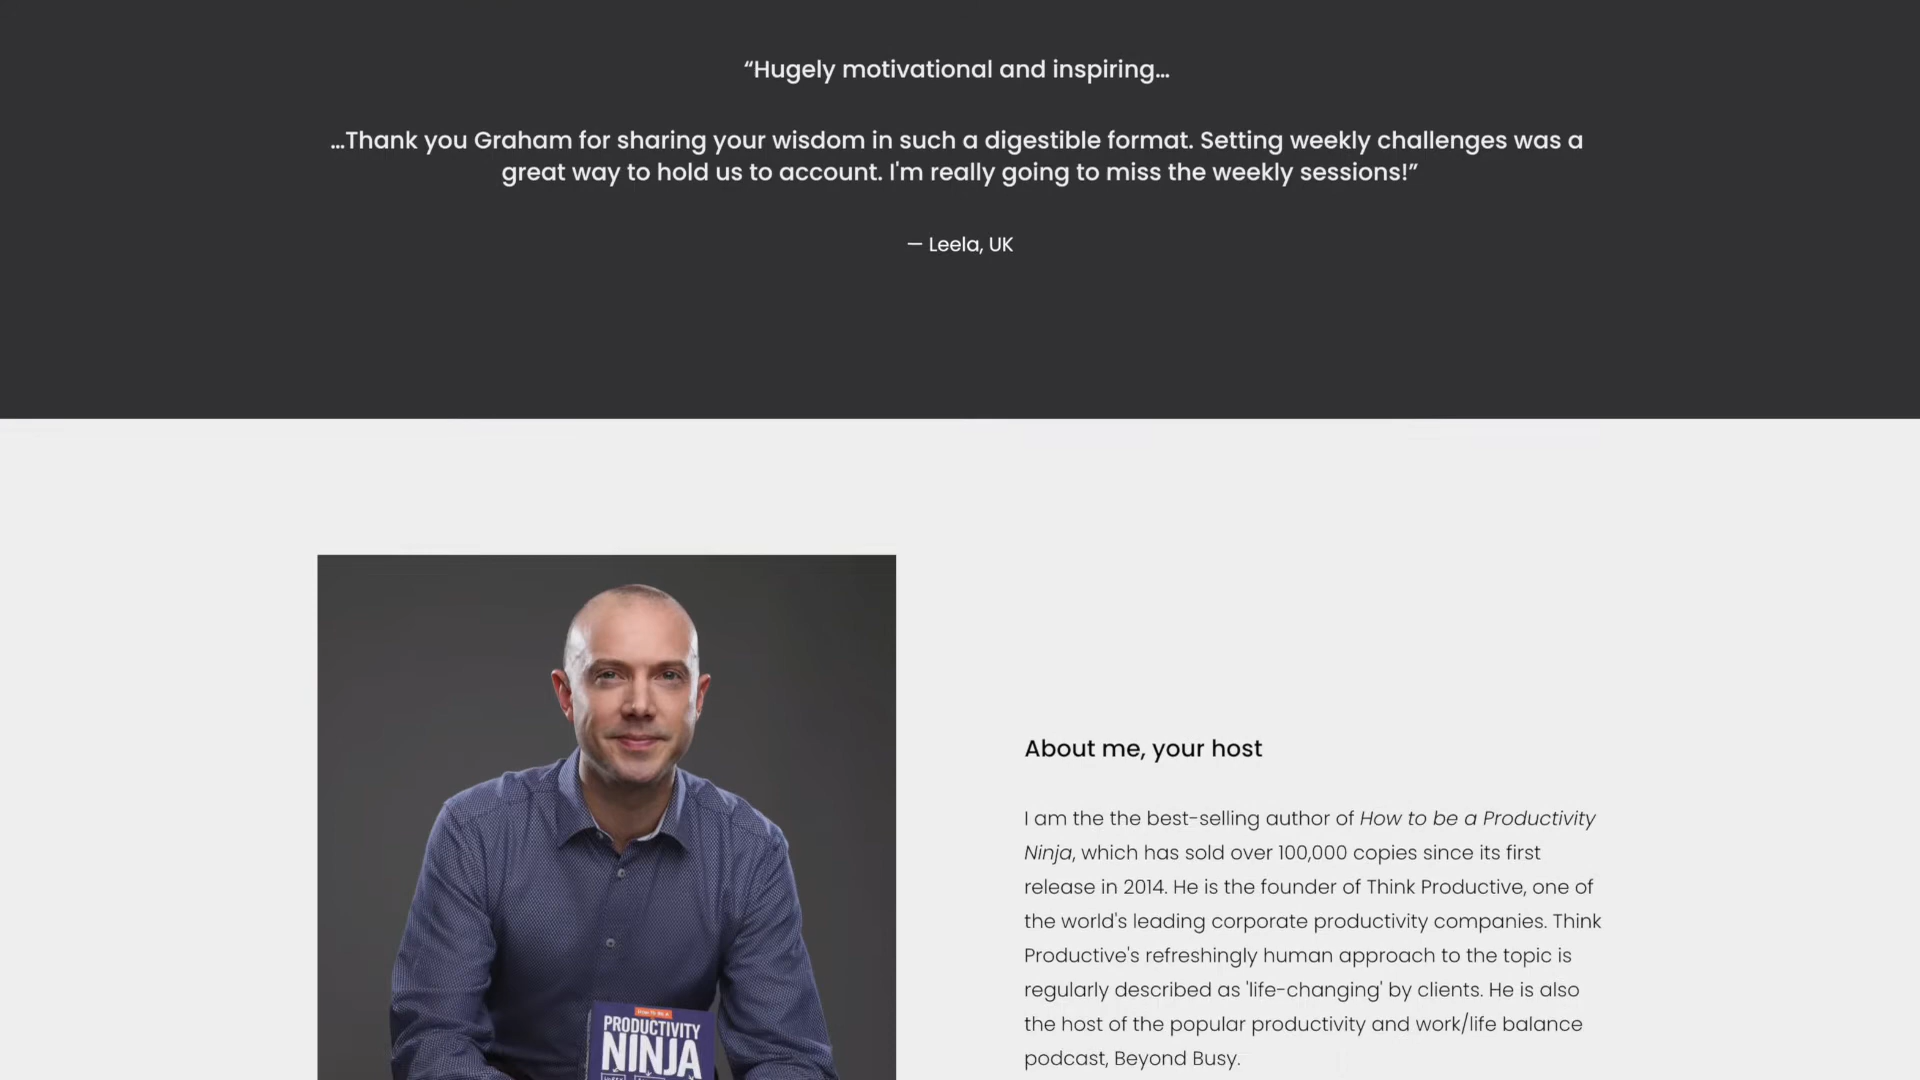 “Hugely motivational and inspiring…
…Thank you Graham for sharing your wisdom in such a digestible format. Setting weekly challenges was a
great way to hold us to account. I'm really going to miss the weekly sessions!”
— Leela, UK
About me, your host
I am the the best-selling author of How to be a Productivity
Ninja, which has sold over 100,000 copies since its first
release in 2014. He is the founder of Think Productive, one of
the world's leading corporate productivity companies. Think
Productive's refreshingly human approach to the topic is
regularly described as 'life-changing' by clients. He is also
the host of the popular productivity and work/life balance
podcast, Beyond Busy.
How to be a
PRODUCTIVITY
NINJA